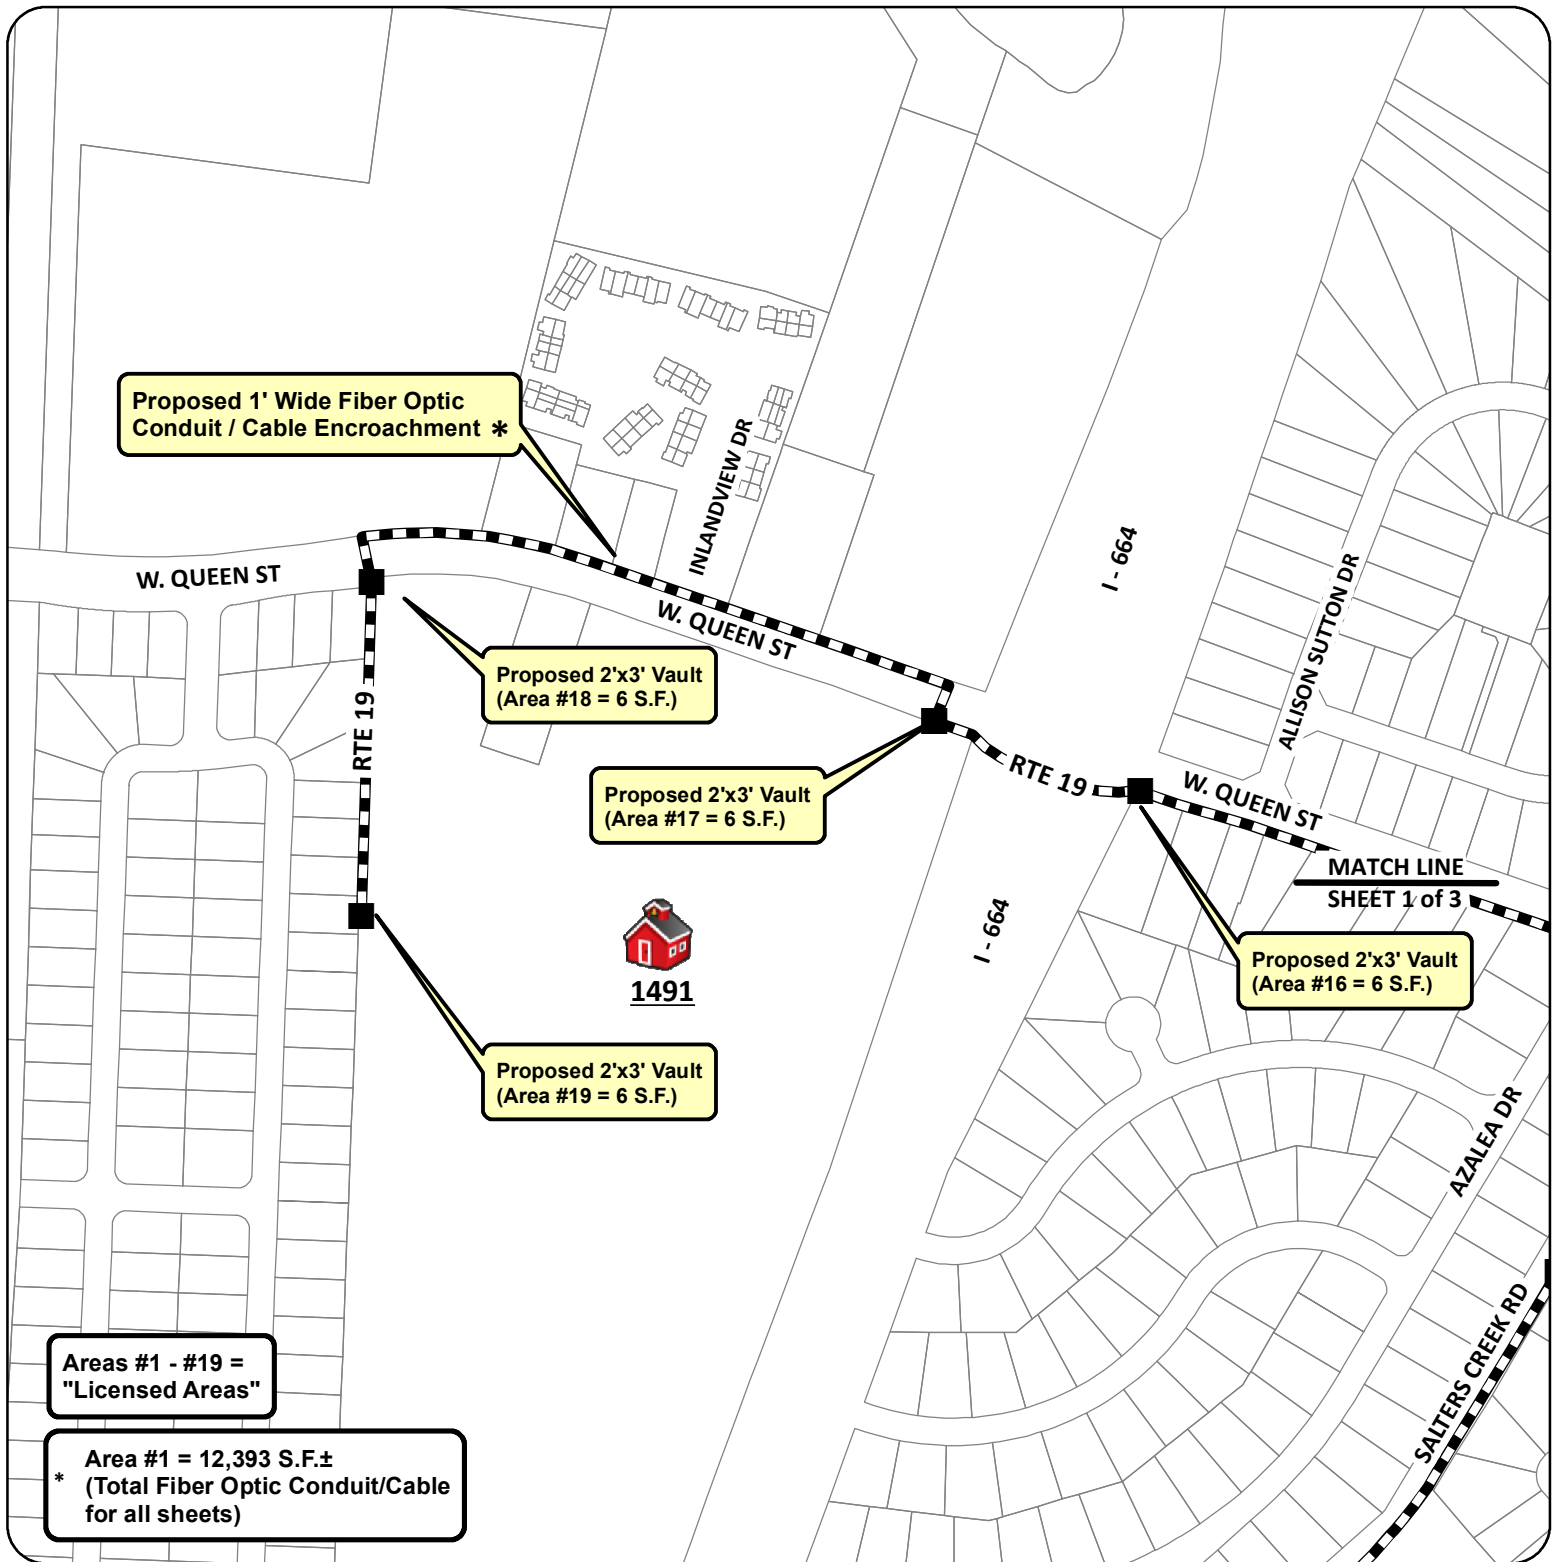 Proposed 1' Wide Fiber Optic
Conduit / Cable Encroachment *
INLANDVIEW DR
W. QUEEN ST
W. QUEEN ST
I - 664
ALLISON SUTTON DR
Proposed 2'x3' Vault
(Area #18 = 6 S.F.)
RTE 19
Proposed 2'x3' Vault
(Area #17 = 6 S.F.)
RTE 19
W. QUEEN ST
MATCH LINE
SHEET 1 of 3
I - 664
1491
Proposed 2'x3' Vault
(Area #16 = 6 S.F.)
Proposed 2'x3' Vault
(Area #19 = 6 S.F.)
AZALEA DR
SALTERS CREEK RD
Areas #1 - #19 =
"Licensed Areas"
Area #1 = 12,393 S.F.±
* (Total Fiber Optic Conduit/Cable
for all sheets)